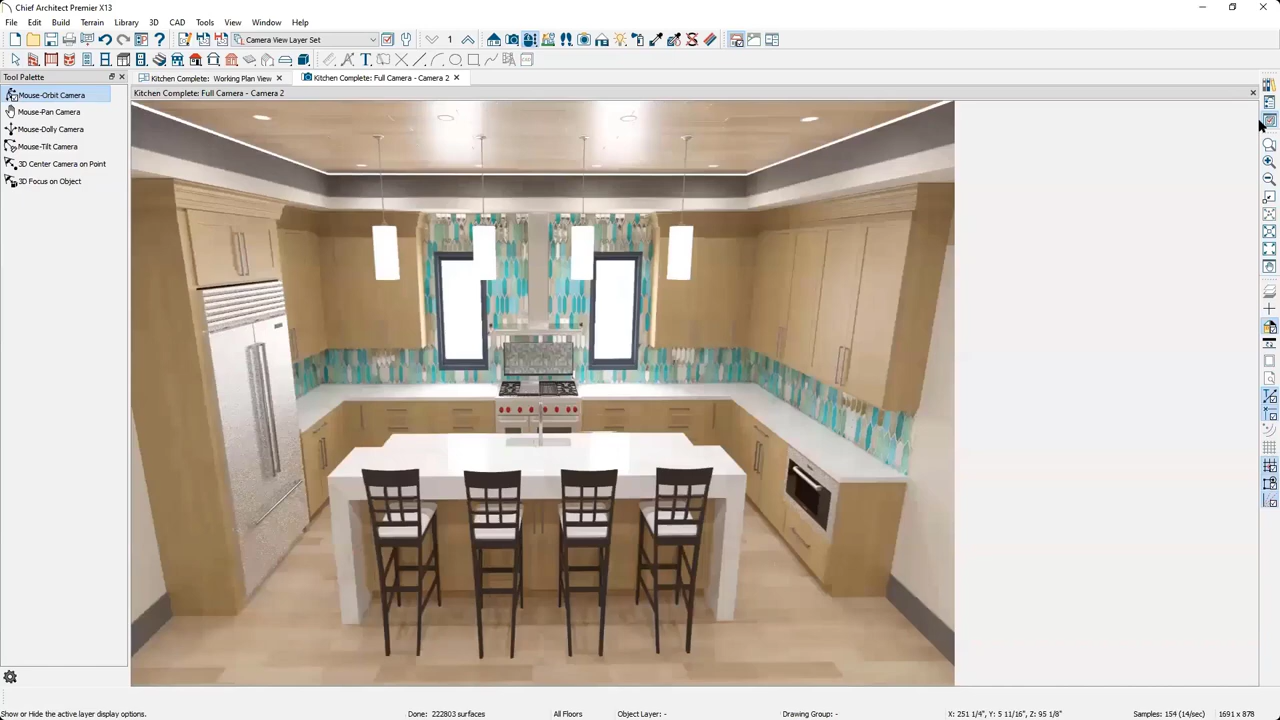 Chief Architect Premier X13
File Edit Build Terrain Library 3D CAD Tools View Window Help
Camera View Layer Set 1
Tool Palette
Kitchen Complete: Working Plan View Kitchen Complete: Full Camera - Camera 2
Kitchen Complete: Full Camera - Camera 2
Mouse-Orbit Camera
Mouse-Pan Camera
Mouse-Dolly Camera
Mouse-Tilt Camera
3D Center Camera on Point
3D Focus on Object
Show or Hide the active layer display options. Done: 222803 surfaces All Floors Object Layer: - Drawing Group: - X: 251 1/4", Y: 5 11/16", Z: 95 1/8" Samples: 154 (14/sec) 1691 x 878